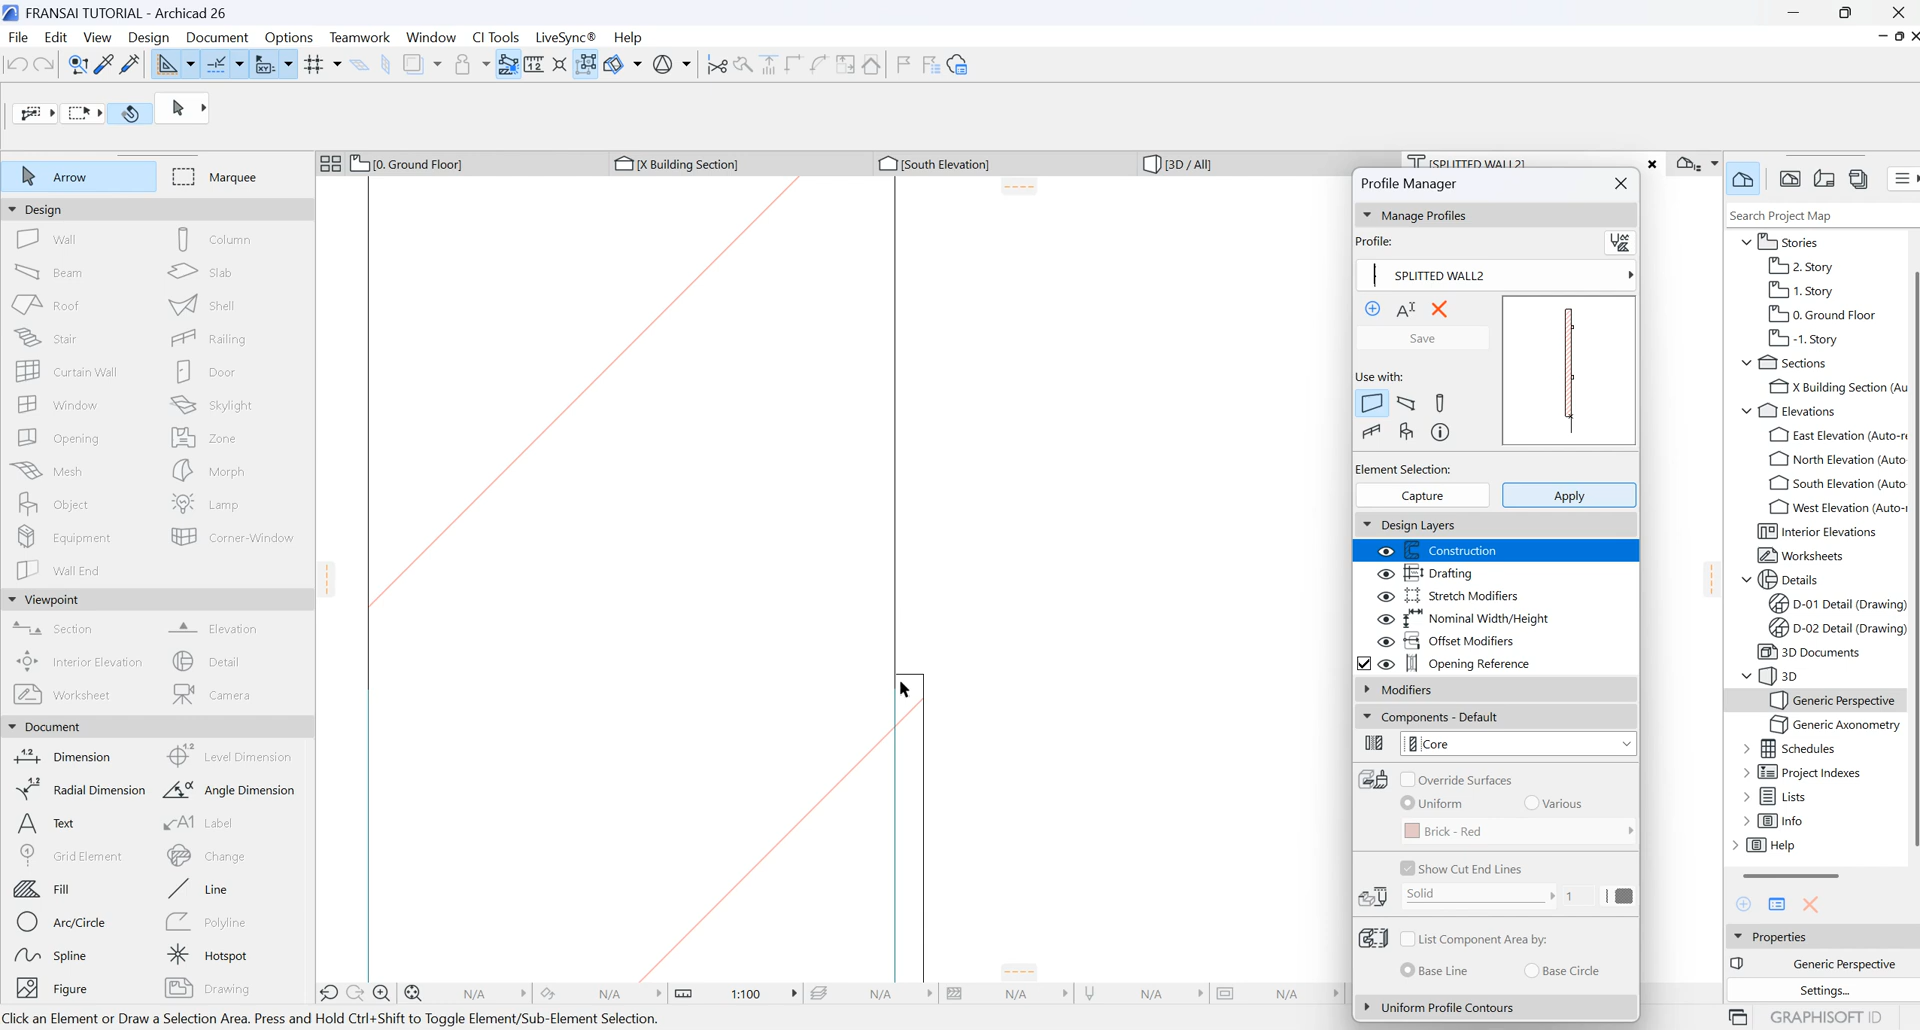 FRANSAI TUTORIAL - Archicad 26
File Edit View Design Document Options Teamwork Window CI Tools LiveSync® Help
[0. Ground Floor]
[X Building Section]
[South Elevation]
[3D / All]
[SPLITTED WALL2]
Arrow
Marquee
Design
Wall
Column
Beam
Slab
Roof
Shell
Stair
Railing
Curtain Wall
Door
Window
Skylight
Opening
Zone
Mesh
Morph
Object
Lamp
Equipment
Corner-Window
Wall End
Viewpoint
Section
Elevation
Interior Elevation
Detail
Worksheet
Camera
Document
1.2 Dimension
1.2 Level Dimension
1.2 Radial Dimension
Angle Dimension
Text
A1 Label
Grid Element
Change
Fill
Line
Arc/Circle
Polyline
Spline
Hotspot
Figure
Drawing
Profile Manager
Manage Profiles
Profile:
SPLITTED WALL2
Save
Use with:
Element Selection:
Capture
Apply
Design Layers
Construction
Drafting
Stretch Modifiers
Nominal Width/Height
Offset Modifiers
Opening Reference
Modifiers
Components - Default
Core
Override Surfaces
Uniform
Various
Brick - Red
Show Cut End Lines
Solid
1
List Component Area by:
Base Line
Base Circle
Uniform Profile Contours
Search Project Map
Stories
2. Story
1. Story
0. Ground Floor
-1. Story
Sections
X Building Section (Au
Elevations
East Elevation (Auto-r
North Elevation (Auto
South Elevation (Auto
West Elevation (Auto-
Interior Elevations
Worksheets
Details
D-01 Detail (Drawing)
D-02 Detail (Drawing)
3D Documents
3D
Generic Perspective
Generic Axonometry
Schedules
Project Indexes
Lists
Info
Help
Properties
Generic Perspective
Settings...
N/A
N/A
1:100
N/A
N/A
N/A
N/A
Click an Element or Draw a Selection Area. Press and Hold Ctrl+Shift to Toggle Element/Sub-Element Selection.
GRAPHISOFT ID